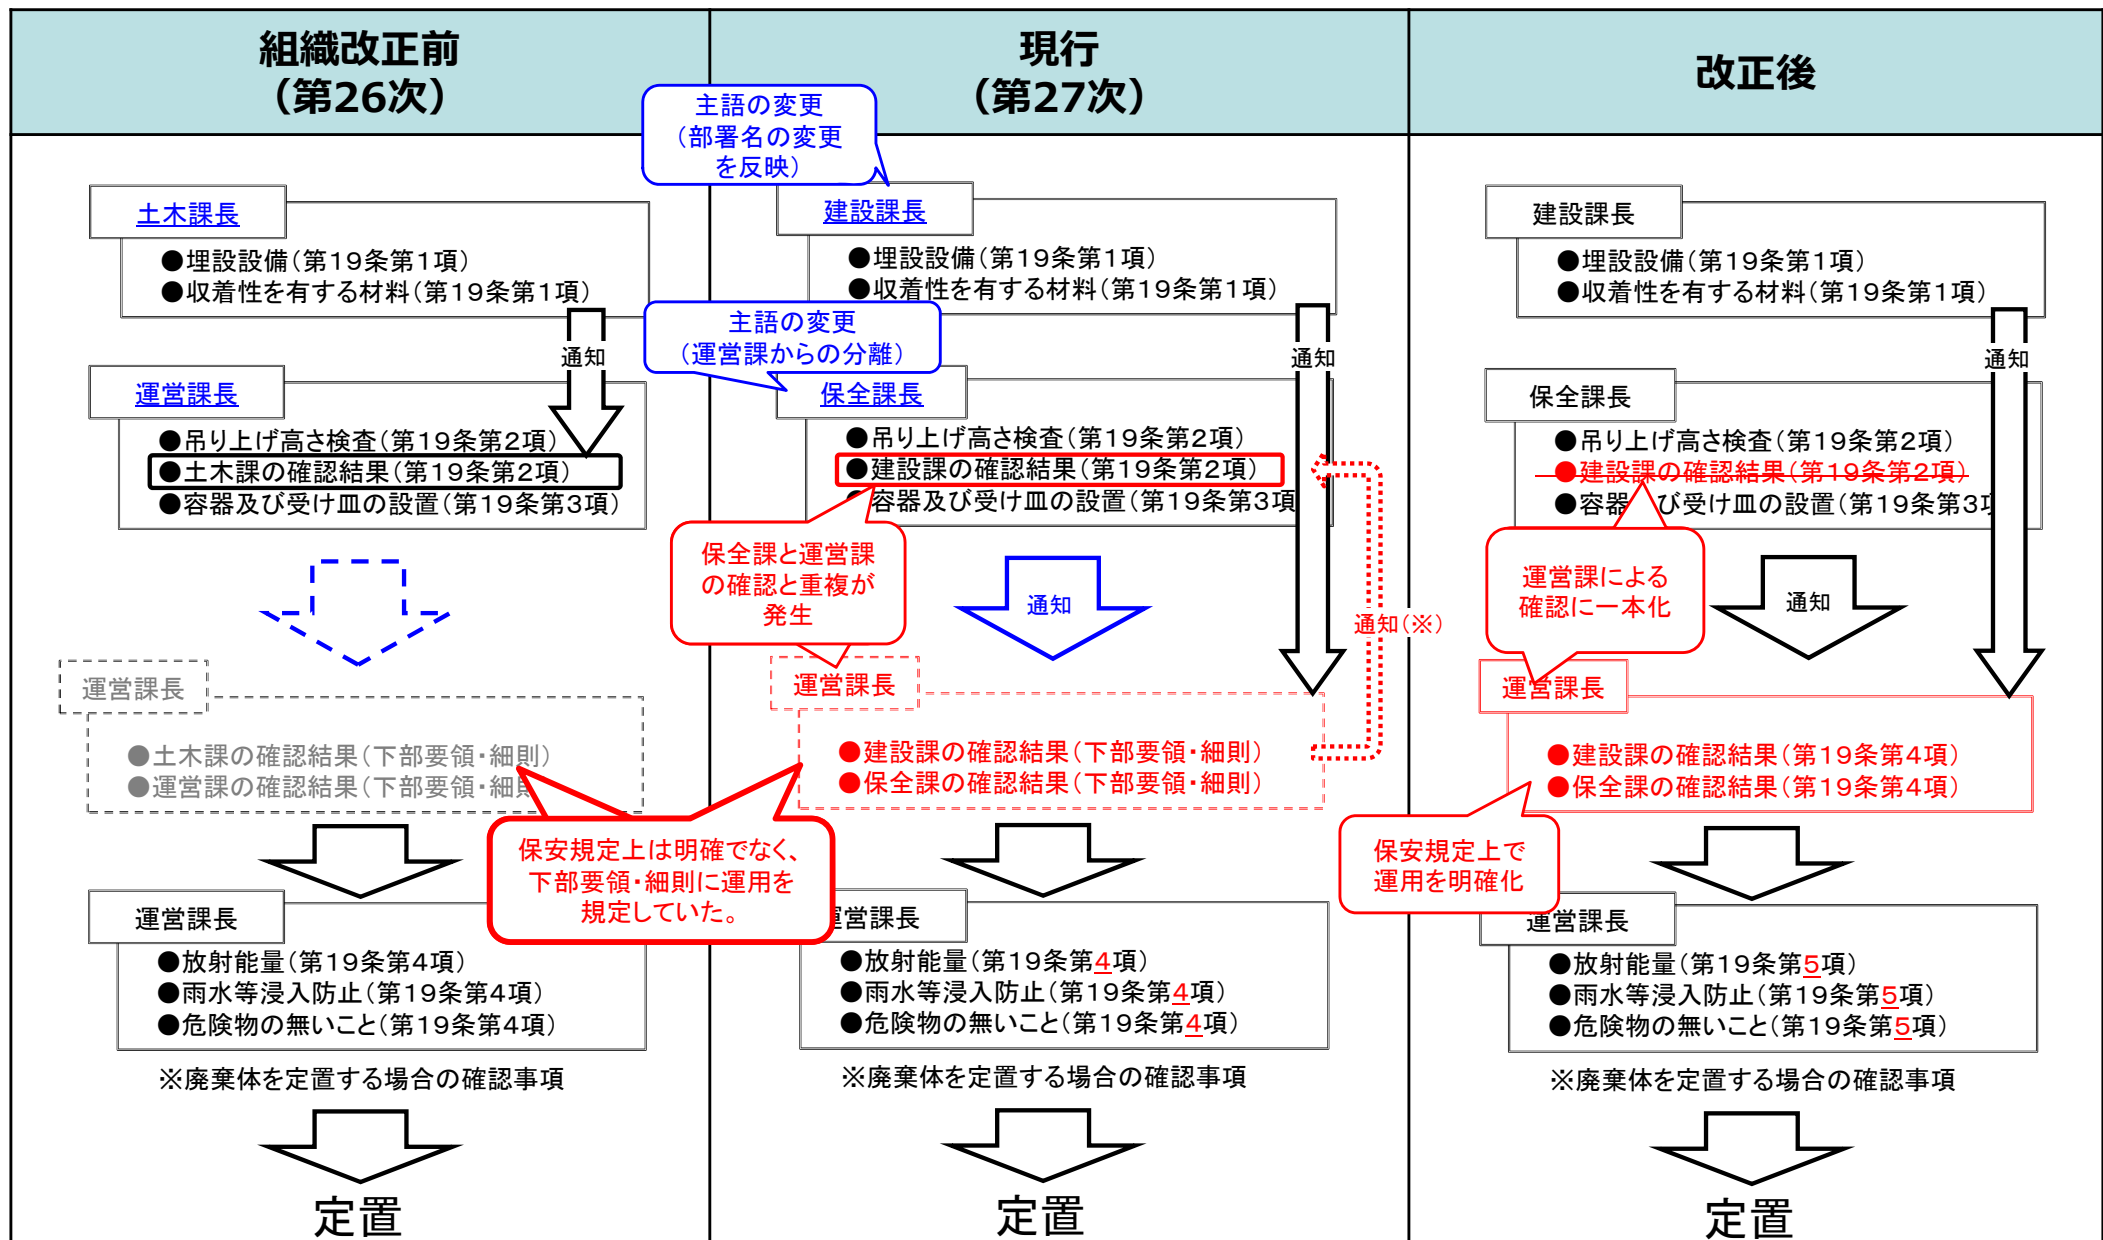 組織改正前
（第26次）
土木課長
●埋設設備（第19条第1項）
●収着性を有する材料（第19条第1項）
通知
運営課長
●吊り上げ高さ検査（第19条第2項）
●土木課の確認結果（第19条第2項）
●容器及び受け皿の設置（第19条第3項）
運営課長
●土木課の確認結果（下部要領・細則）
●運営課の確認結果（下部要領・細則
保安規定上は明確でなく、
下部要領・細則に運用を
規定していた。
運営課長
●放射能量（第19条第4項）
●雨水等浸入防止（第19条第4項）
●危険物の無いこと（第19条第4項）
※廃棄体を定置する場合の確認事項
定置
現行
（第27次）
主語の変更
（部署名の変更
を反映）
建設課長
●埋設設備（第19条第1項）
●収着性を有する材料（第19条第1項）
主語の変更
（運営課からの分離）
通知
保全課長
●吊り上げ高さ検査（第19条第2項）
●建設課の確認結果（第19条第2項）
容器及び受け皿の設置（第19条第3項
保全課と運営課
の確認と重複が
発生
通知
通知（※）
運営課長
●建設課の確認結果（下部要領・細則）
●保全課の確認結果（下部要領・細則）
運営課長
●放射能量（第19条第4項）
●雨水等浸入防止（第19条第4項）
●危険物の無いこと（第19条第4項）
※廃棄体を定置する場合の確認事項
定置
改正後
建設課長
●埋設設備（第19条第1項）
●収着性を有する材料（第19条第1項）
通知
保全課長
●吊り上げ高さ検査（第19条第2項）
●建設課の確認結果（第19条第2項）
●容器及び受け皿の設置（第19条第3項
運営課による
確認に一本化
通知
運営課長
●建設課の確認結果（第19条第4項）
●保全課の確認結果（第19条第4項）
保安規定上で
運用を明確化
運営課長
●放射能量（第19条第5項）
●雨水等浸入防止（第19条第5項）
●危険物の無いこと（第19条第5項）
※廃棄体を定置する場合の確認事項
定置